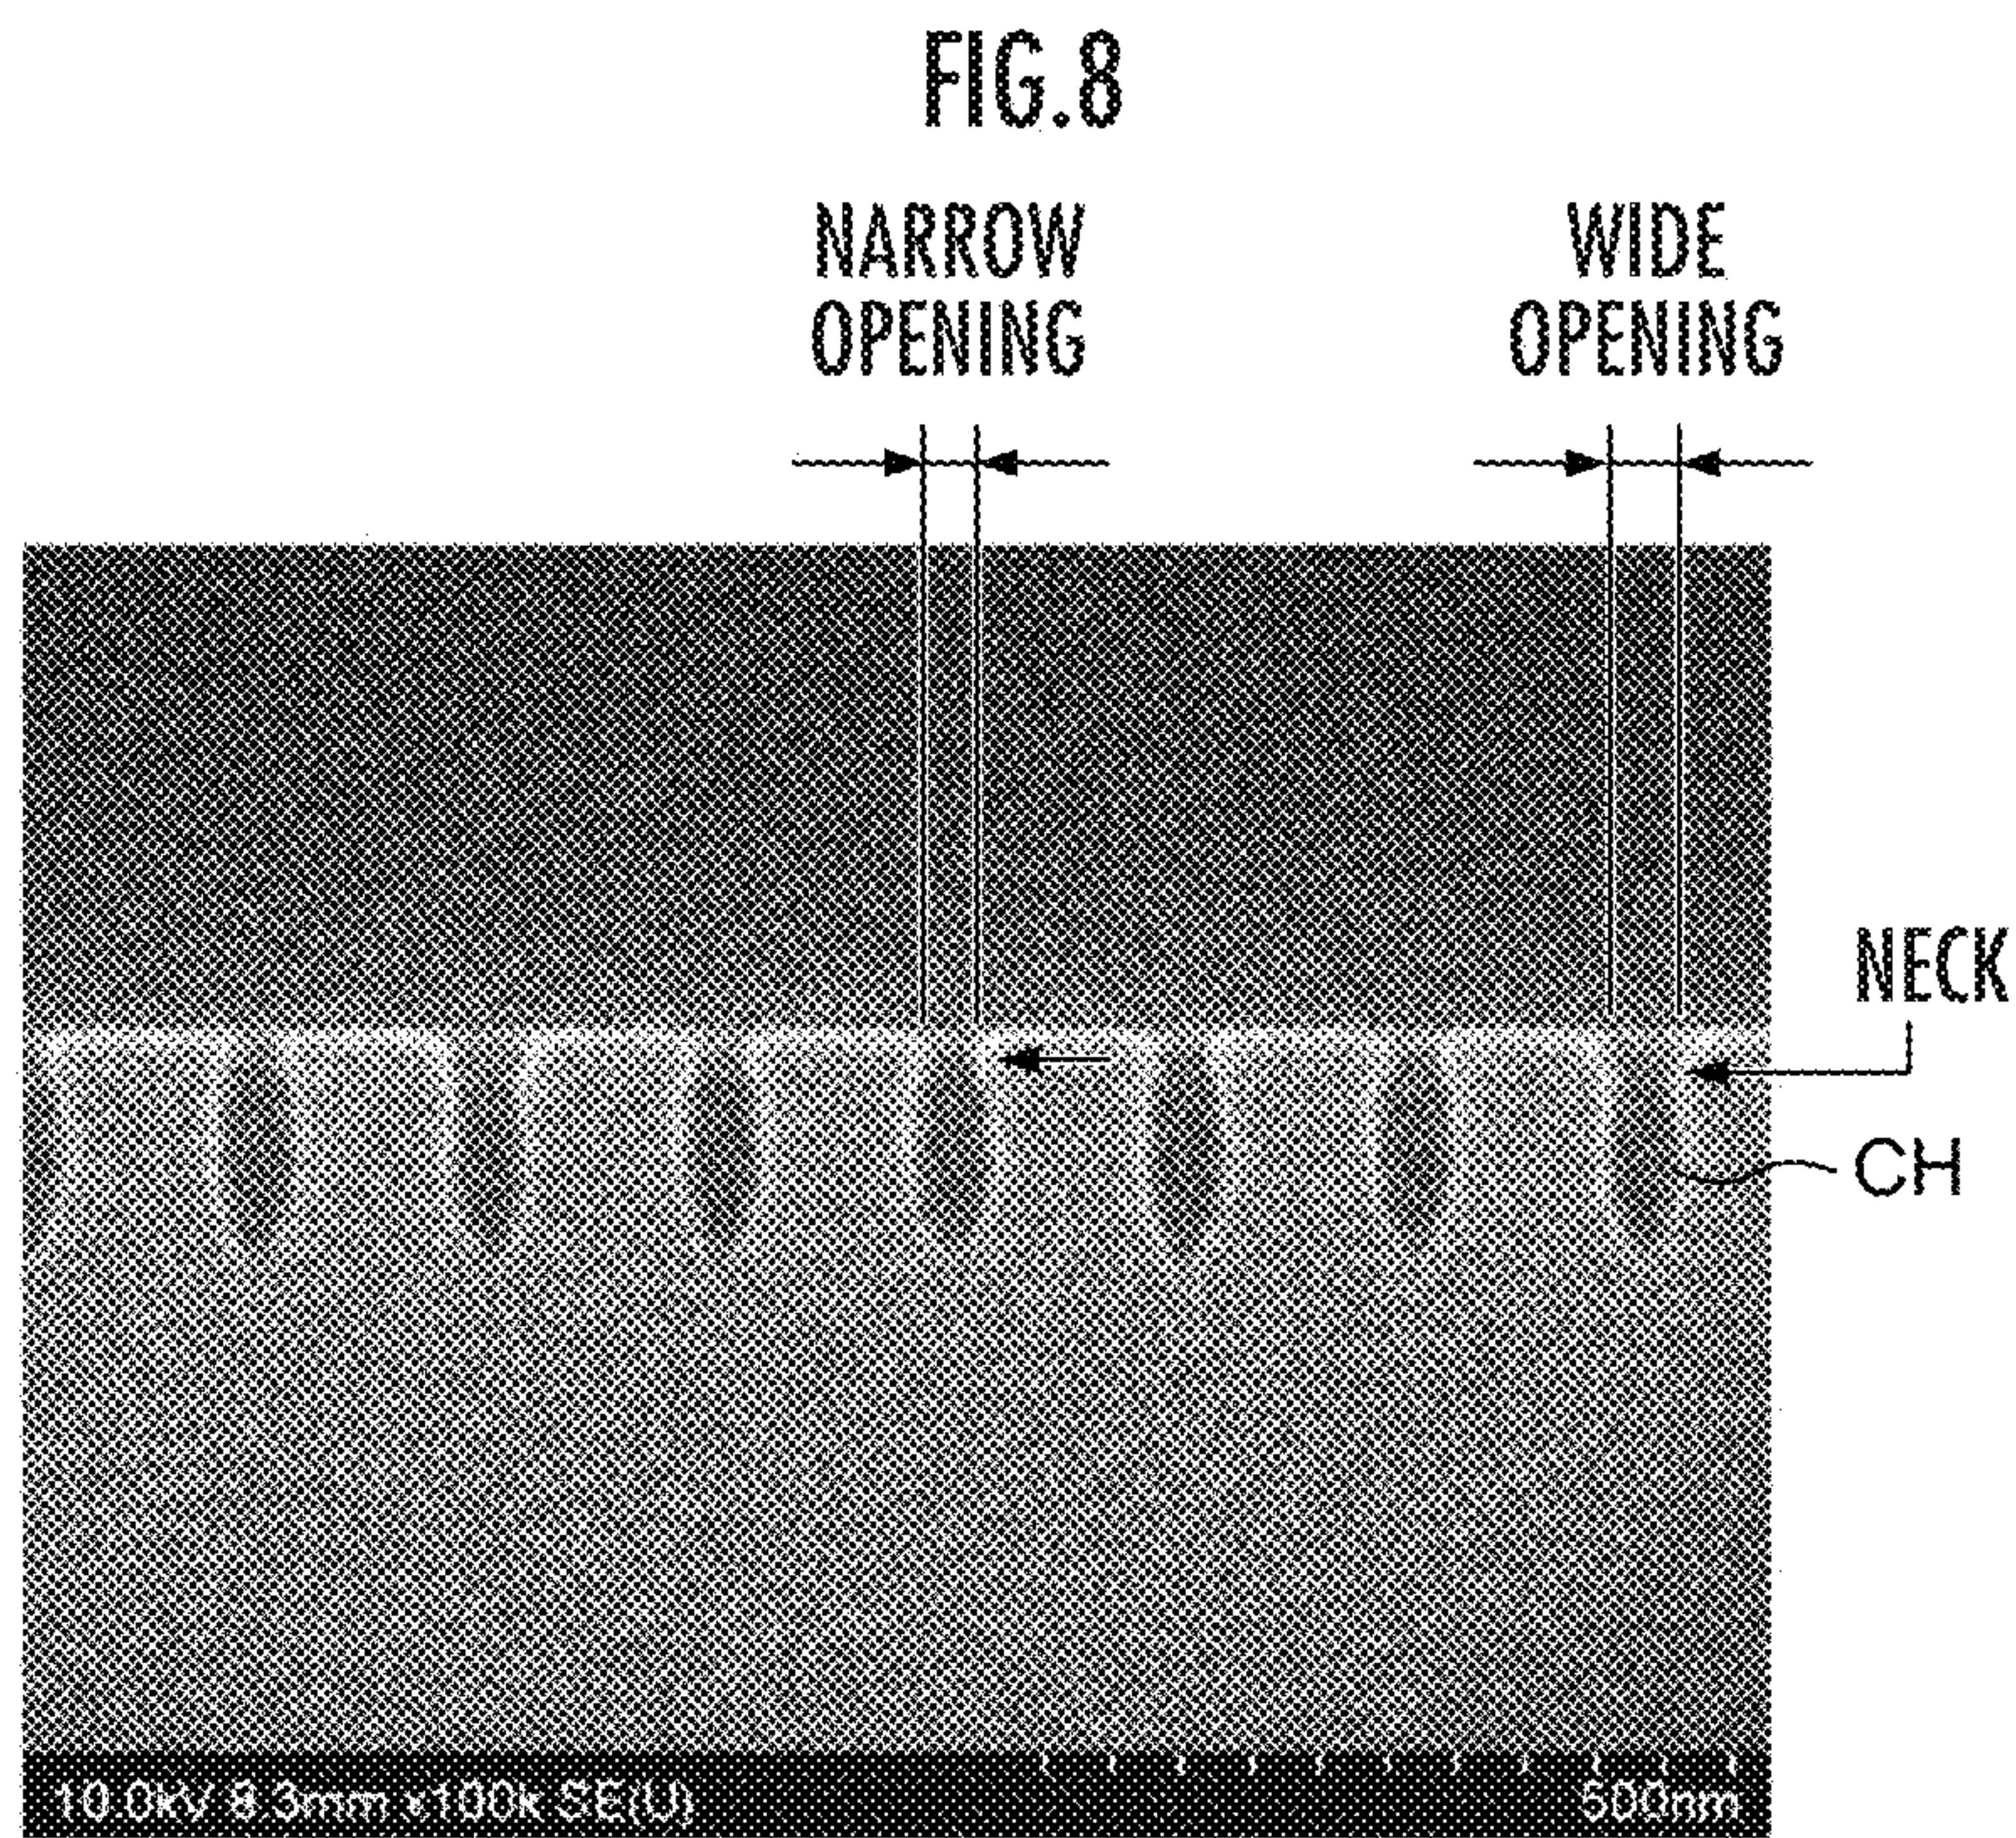 FIG.8
NARROW
OPENING
WIDE
OPENING
NECK
CH
10.0kV 8.3mm x100k SE(U)
500nm